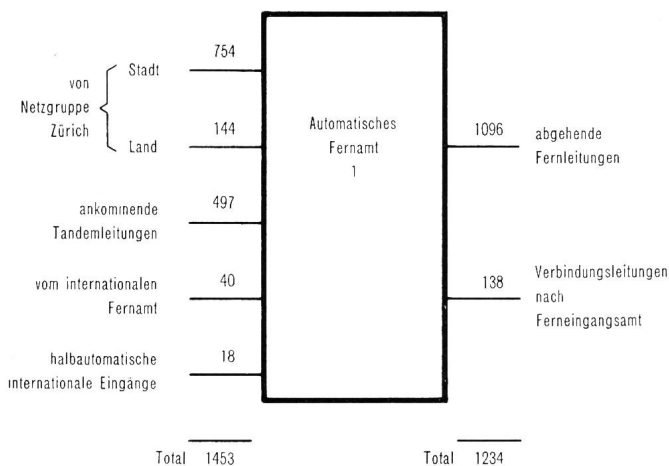 754
von
Netzgruppe
Zürich
Stadt
144
Land
497
ankommende
Tandemleitungen
40
vom internationalen
Fernamt
18
halbautomatische
internationale Eingänge
Total 1453
Automatisches
Fernamt
1
1096
abgehende
Fernleitungen
138
Verbindungsleitungen
nach
Ferneingangsamt
Total 1234